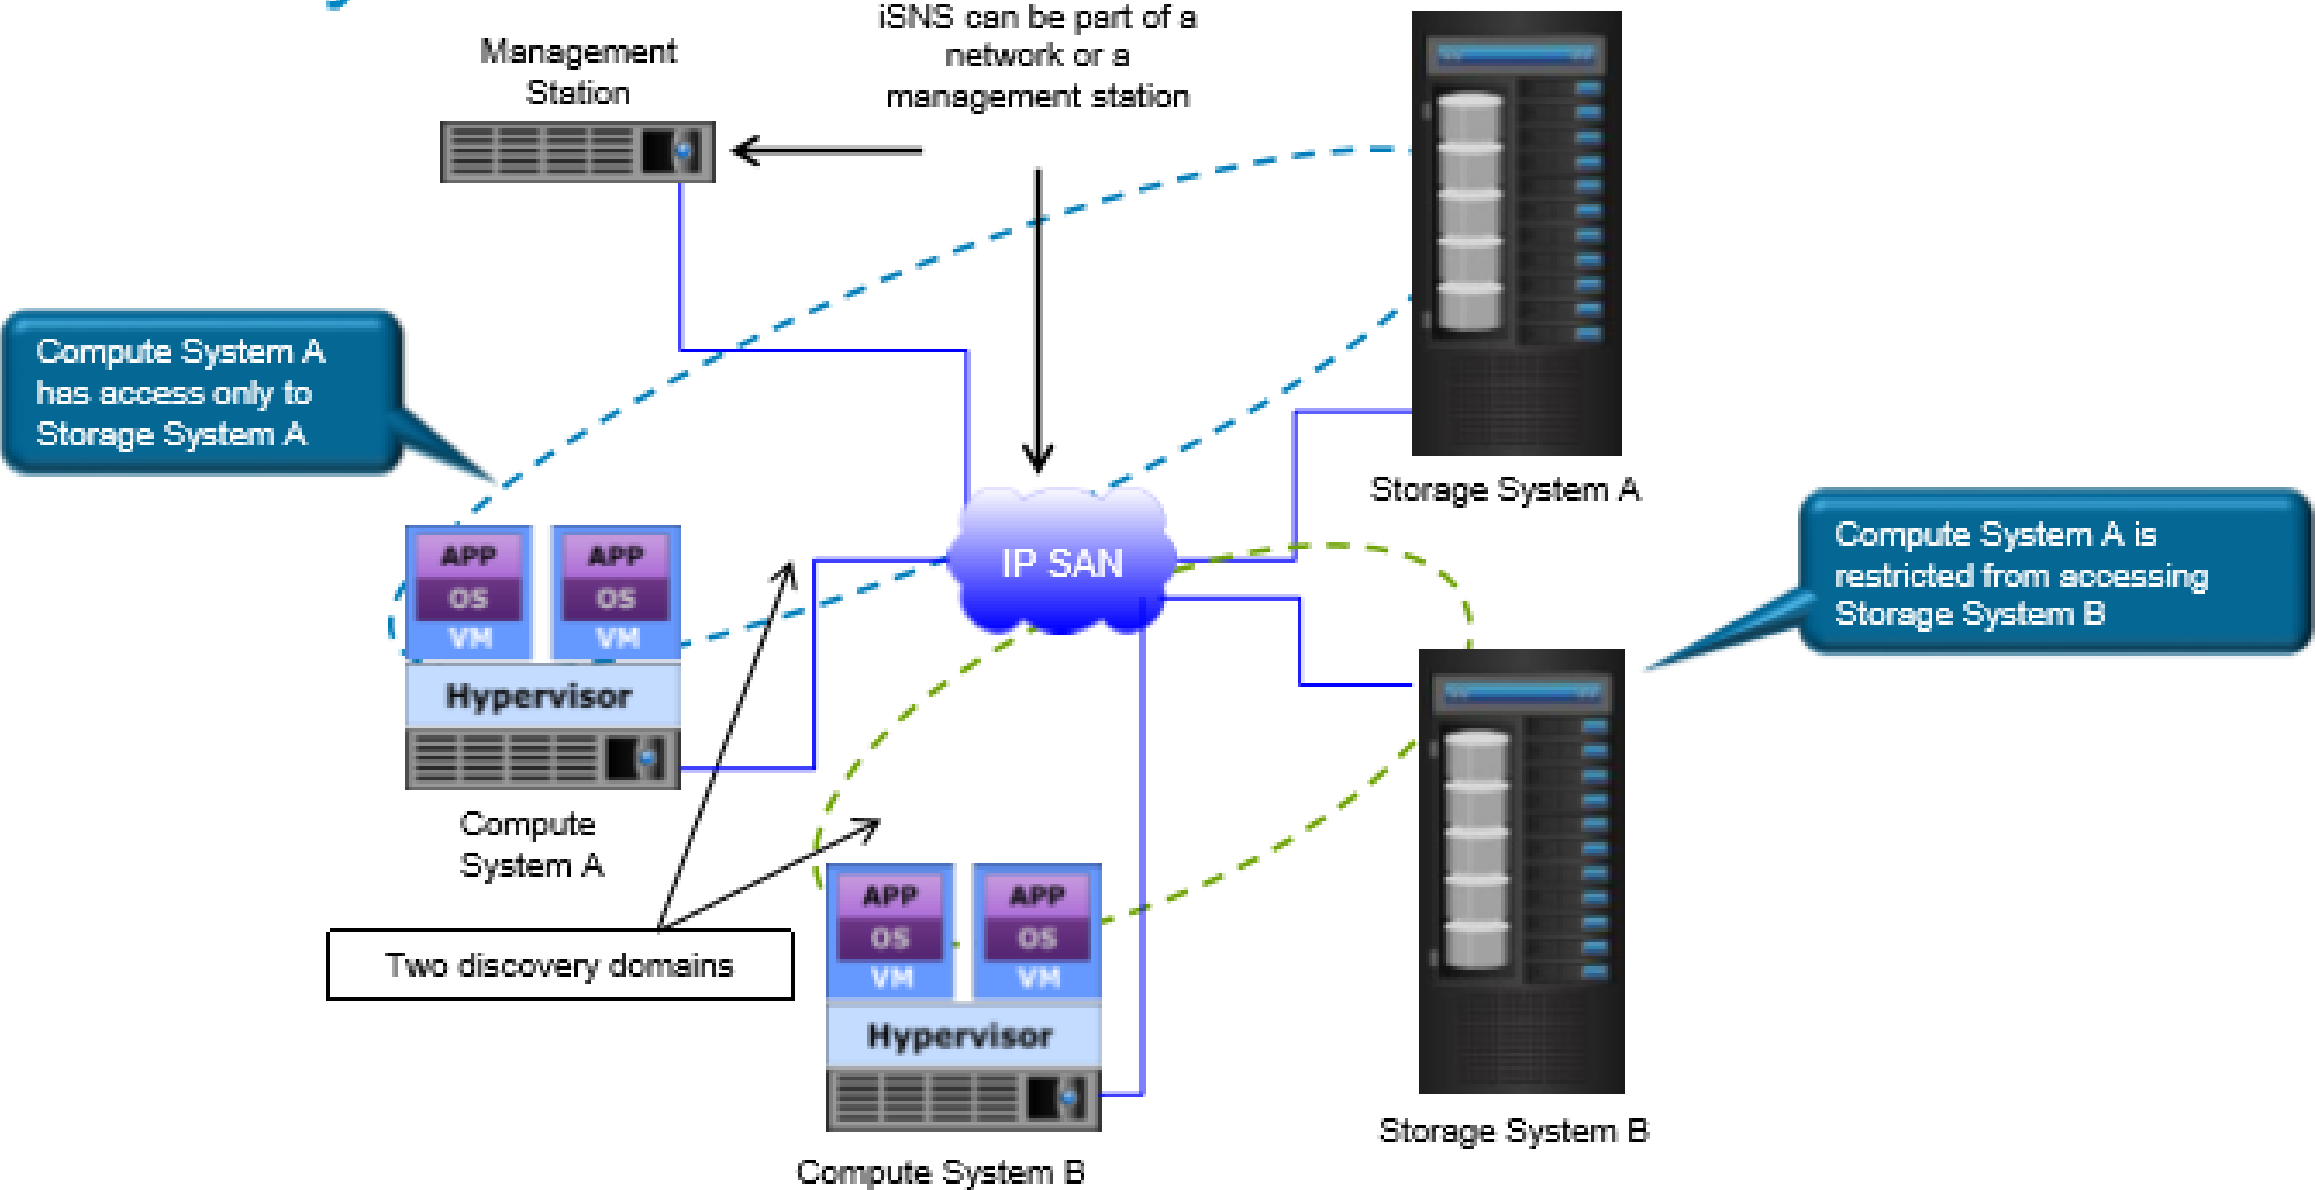 iSNS can be part of a
network or a
management station
Management
Station
Compute System A
has access only to
Storage System A
Storage System A
Compute System A is
restricted from accessing
Storage System B
IP SAN
APP
OS
VM
APP
OS
VM
Hypervisor
Compute
System A
Two discovery domains
APP
OS
VM
APP
OS
VM
Hypervisor
Compute System B
Storage System B